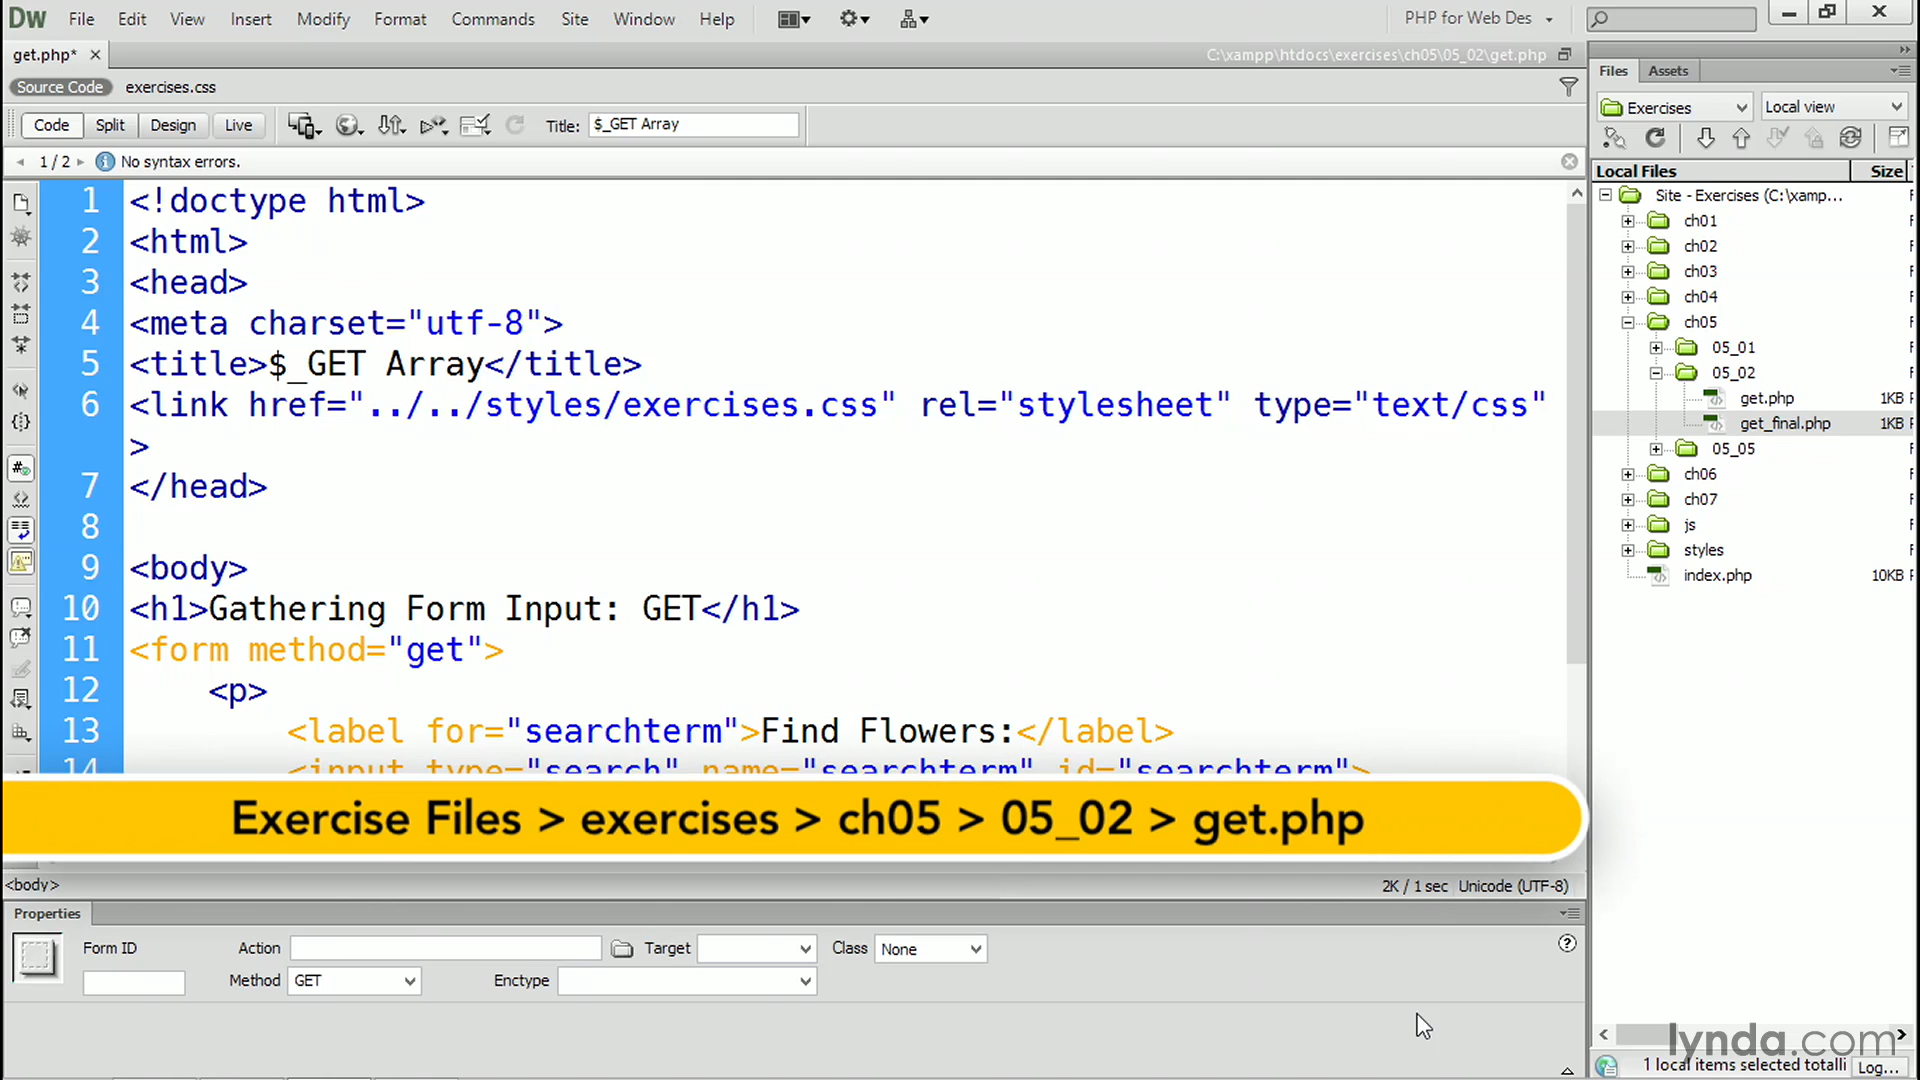 Dw File Edit View Insert Modify Format Commands Site Window Help PHP for Web Des
get.php* C:\xampp\htdocs\exercises\ch05\05_02\get.php
Source Code exercises.css
Code Split Design Live Title: $_GET Array
1 / 2 No syntax errors.
1 <!doctype html>
2 <html>
3 <head>
4 <meta charset="utf-8">
5 <title>$_GET Array</title>
6 <link href="../../styles/exercises.css" rel="stylesheet" type="text/css"
>
7 </head>
8
9 <body>
10 <h1>Gathering Form Input: GET</h1>
11 <form method="get">
12 <p>
13 <label for="searchterm">Find Flowers:</label>
14 <input type="search" name="searchterm" id="searchterm">
Exercise Files > exercises > ch05 > 05_02 > get.php
<body> 2K / 1 sec Unicode (UTF-8)
Properties
Form ID Action Target Class None
Method GET Enctype
Files Assets
Exercises Local view
Local Files Size
Site - Exercises (C:\xamp...
ch01
ch02
ch03
ch04
ch05
05_01
05_02
get.php 1KB
get_final.php 1KB
05_05
ch06
ch07
js
styles
index.php 10KB
lynda.com
1 local items selected totalli Log...